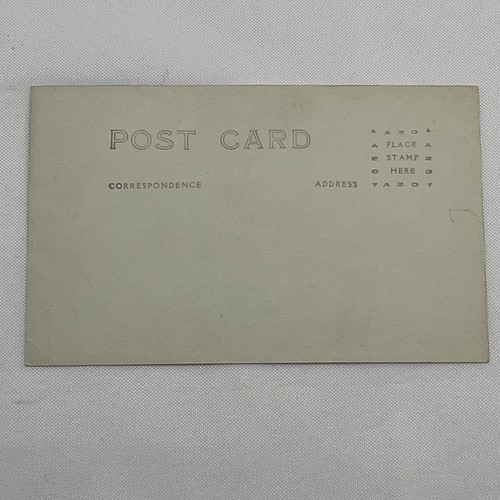 POST CARD
AZO
PLACE
STAMP
HERE
AZO
CORRESPONDENCE
ADDRESS